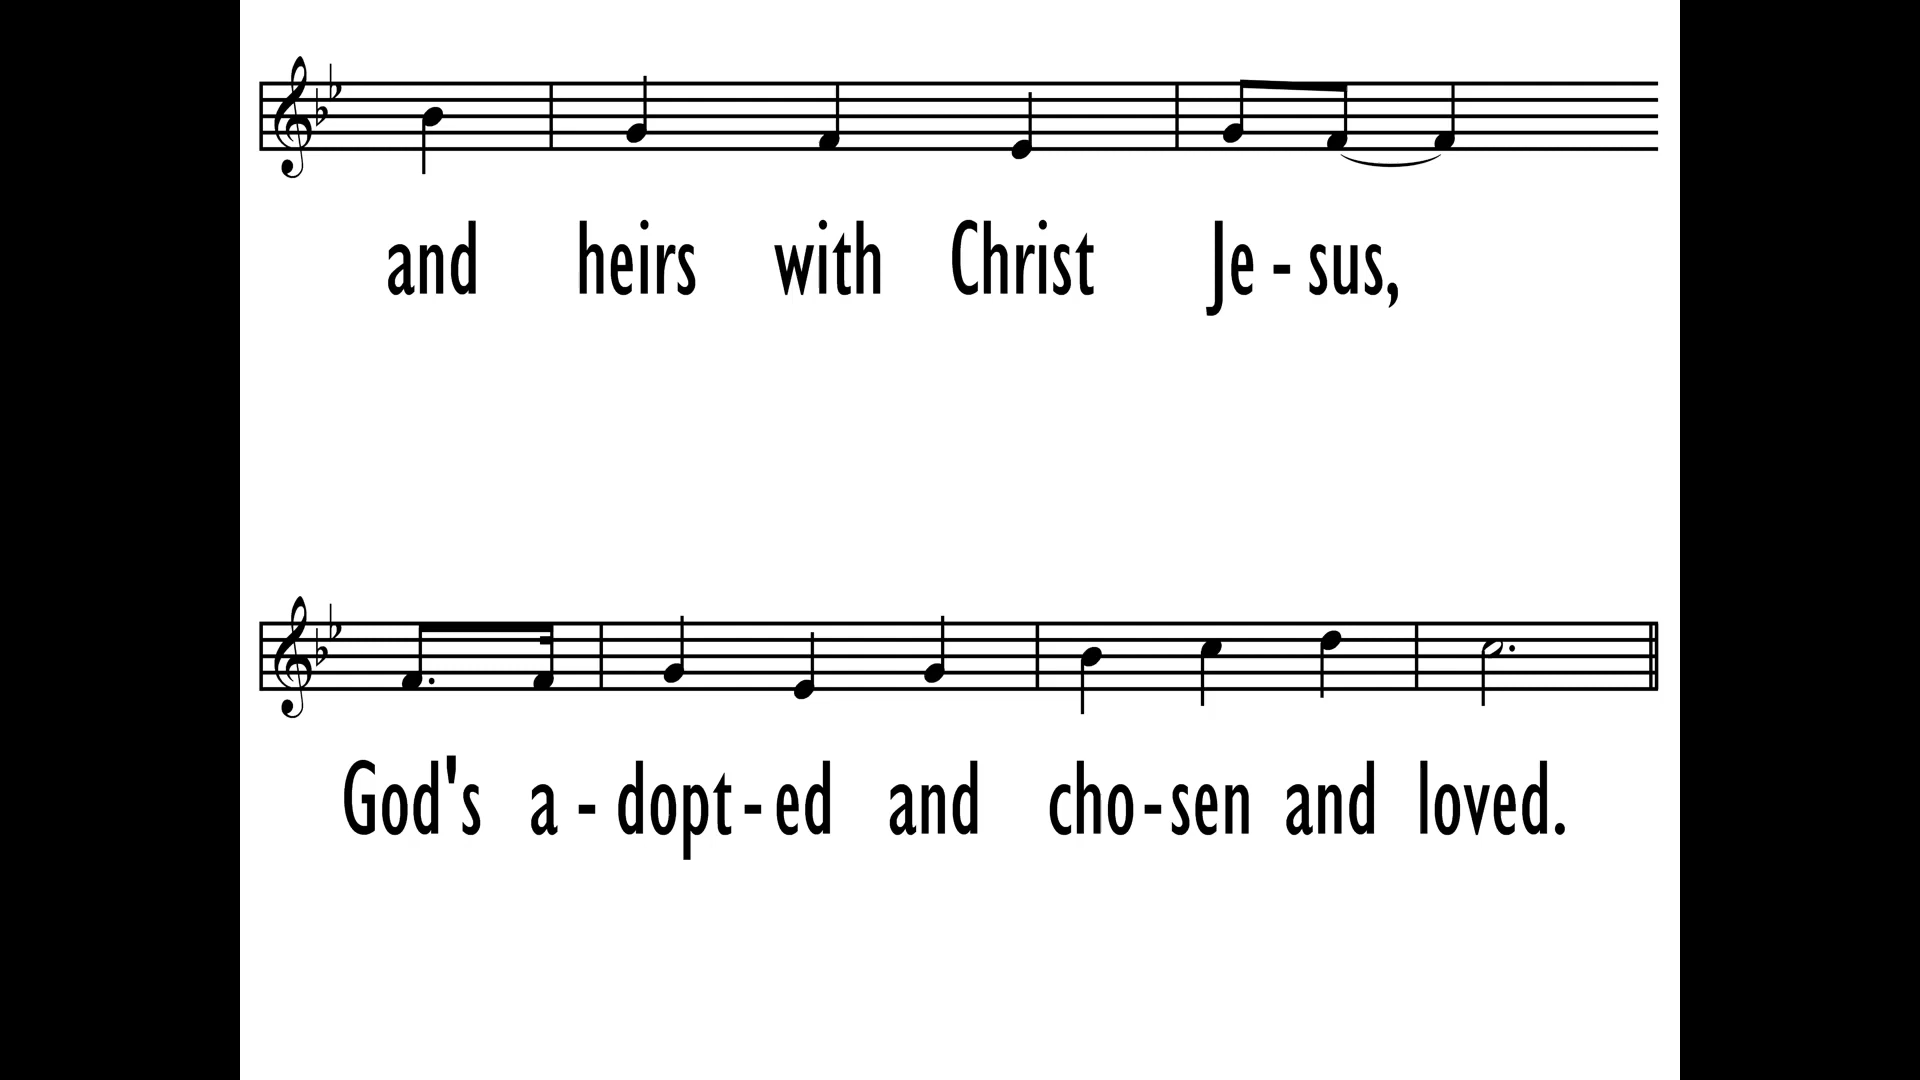 and heirs with Christ Je - sus,
God's a - dopt - ed and cho - sen and loved.